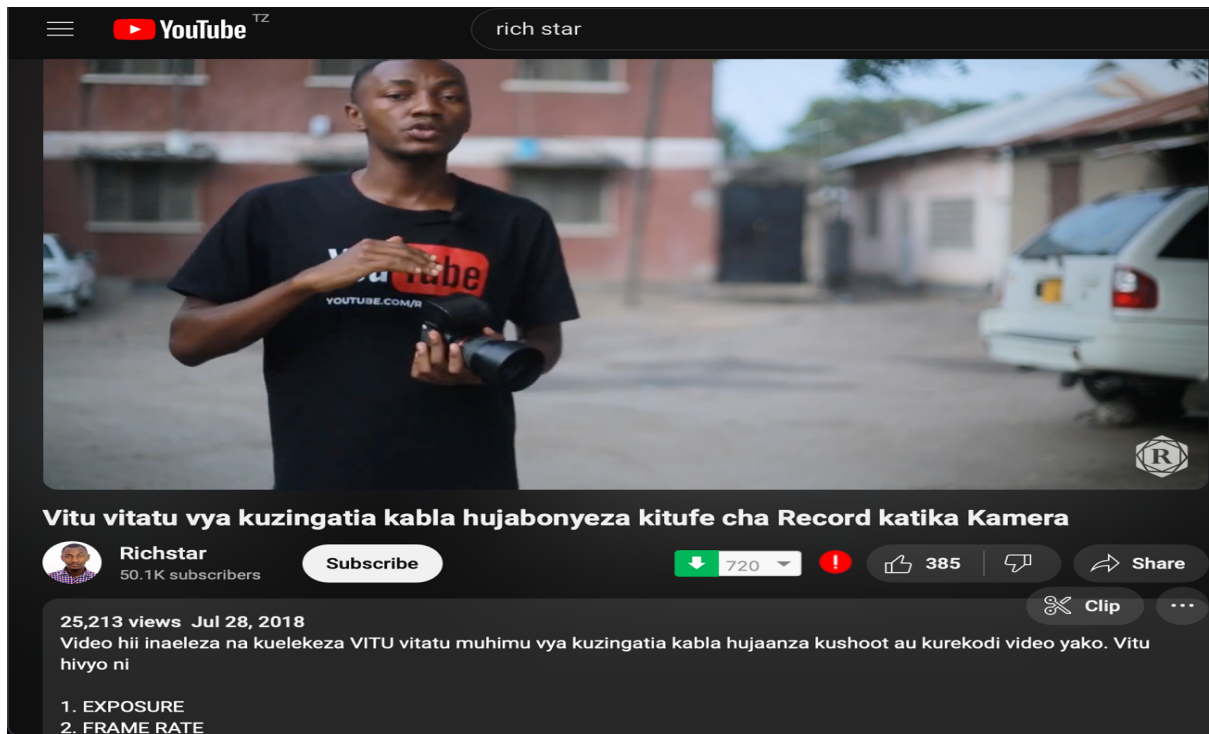 YouTube TZ
rich star
You Tube
YOUTUBE.COM/R
R
Vitu vitatu vya kuzingatia kabla hujabonyeza kitufe cha Record katika Kamera
Richstar
50.1K subscribers
Subscribe
720
385
Share
Clip
25,213 views Jul 28, 2018
Video hii inaeleza na kuelekeza VITU vitatu muhimu vya kuzingatia kabla hujaanza kushoot au kurekodi video yako. Vitu
hivyo ni
1. EXPOSURE
2. FRAME RATE